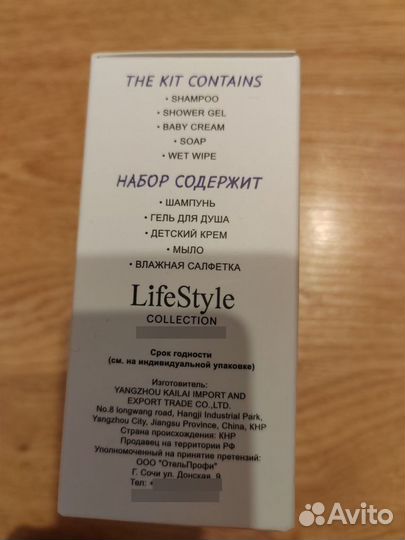 THE KIT CONTAINS
• SHAMPOO
• SHOWER GEL
• BABY CREAM
• SOAP
• WET WIPE
НАБОР СОДЕРЖИТ
• ШАМПУНЬ
• ГЕЛЬ ДЛЯ ДУША
• ДЕТСКИЙ КРЕМ
• МЫЛО
• ВЛАЖНАЯ САЛФЕТКА
LifeStyle
COLLECTION
Срок годности
(см. на индивидуальной упаковке)
Изготовитель:
YANGZHOU KAILAI IMPORT AND
EXPORT TRADE CO.,LTD.
No.8 longwang road, Hangji Industrial Park,
Yangzhou City, Jiangsu Province, China, КНР
Страна происхождения: КНР
Продавец на территории РФ
Уполномоченный на принятие претензий:
ООО "ОтельПрофи"
Г. Сочи ул. Донская, 9
Тел: +
Avito